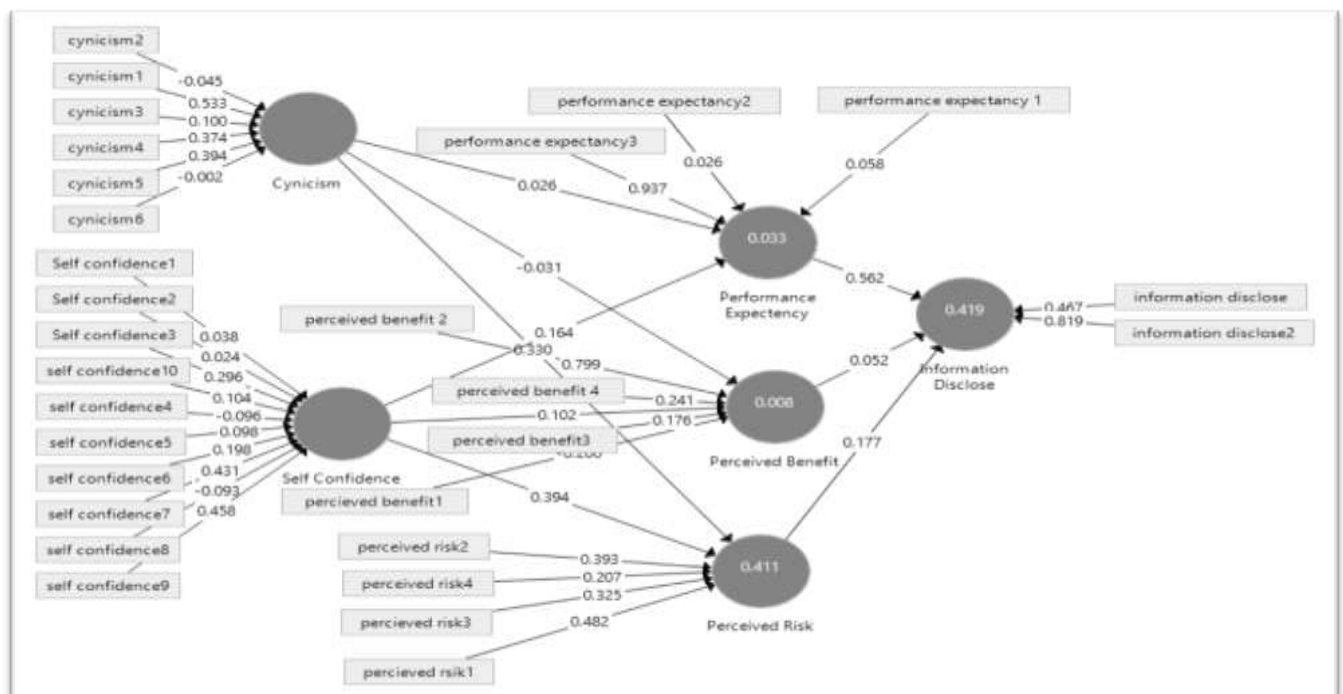 cynicism2
cynicism1
cynicism3
cynicism4
cynicism5
cynicism6
-0.045
0.533
0.100
0.374
0.394
-0.002
Cynicism
performance expectancy2
performance expectancy 1
performance expectancy3
0.026
0.058
0.937
0.026
0.033
Performance
Expectency
-0.031
0.562
Self confidence1
Self confidence2
Self confidence3
self confidence10
self confidence4
self confidence5
self confidence6
self confidence7
self confidence8
self confidence9
0.038
0.024
0.296
0.104
-0.096
0.098
0.198
0.431
-0.093
0.458
Self Confidence
perceived benefit 2
0.164
0.330
0.799
perceived benefit 4
0.241
0.102
0.176
perceived benefit3
-0.200
percieved benefit1
0.008
Perceived Benefit
0.052
0.419
Information
Disclose
0.467
0.819
information disclose
information disclose2
0.177
0.394
perceived risk2
perceived risk4
percieved risk3
percieved rsik1
0.393
0.207
0.325
0.482
0.411
Perceived Risk